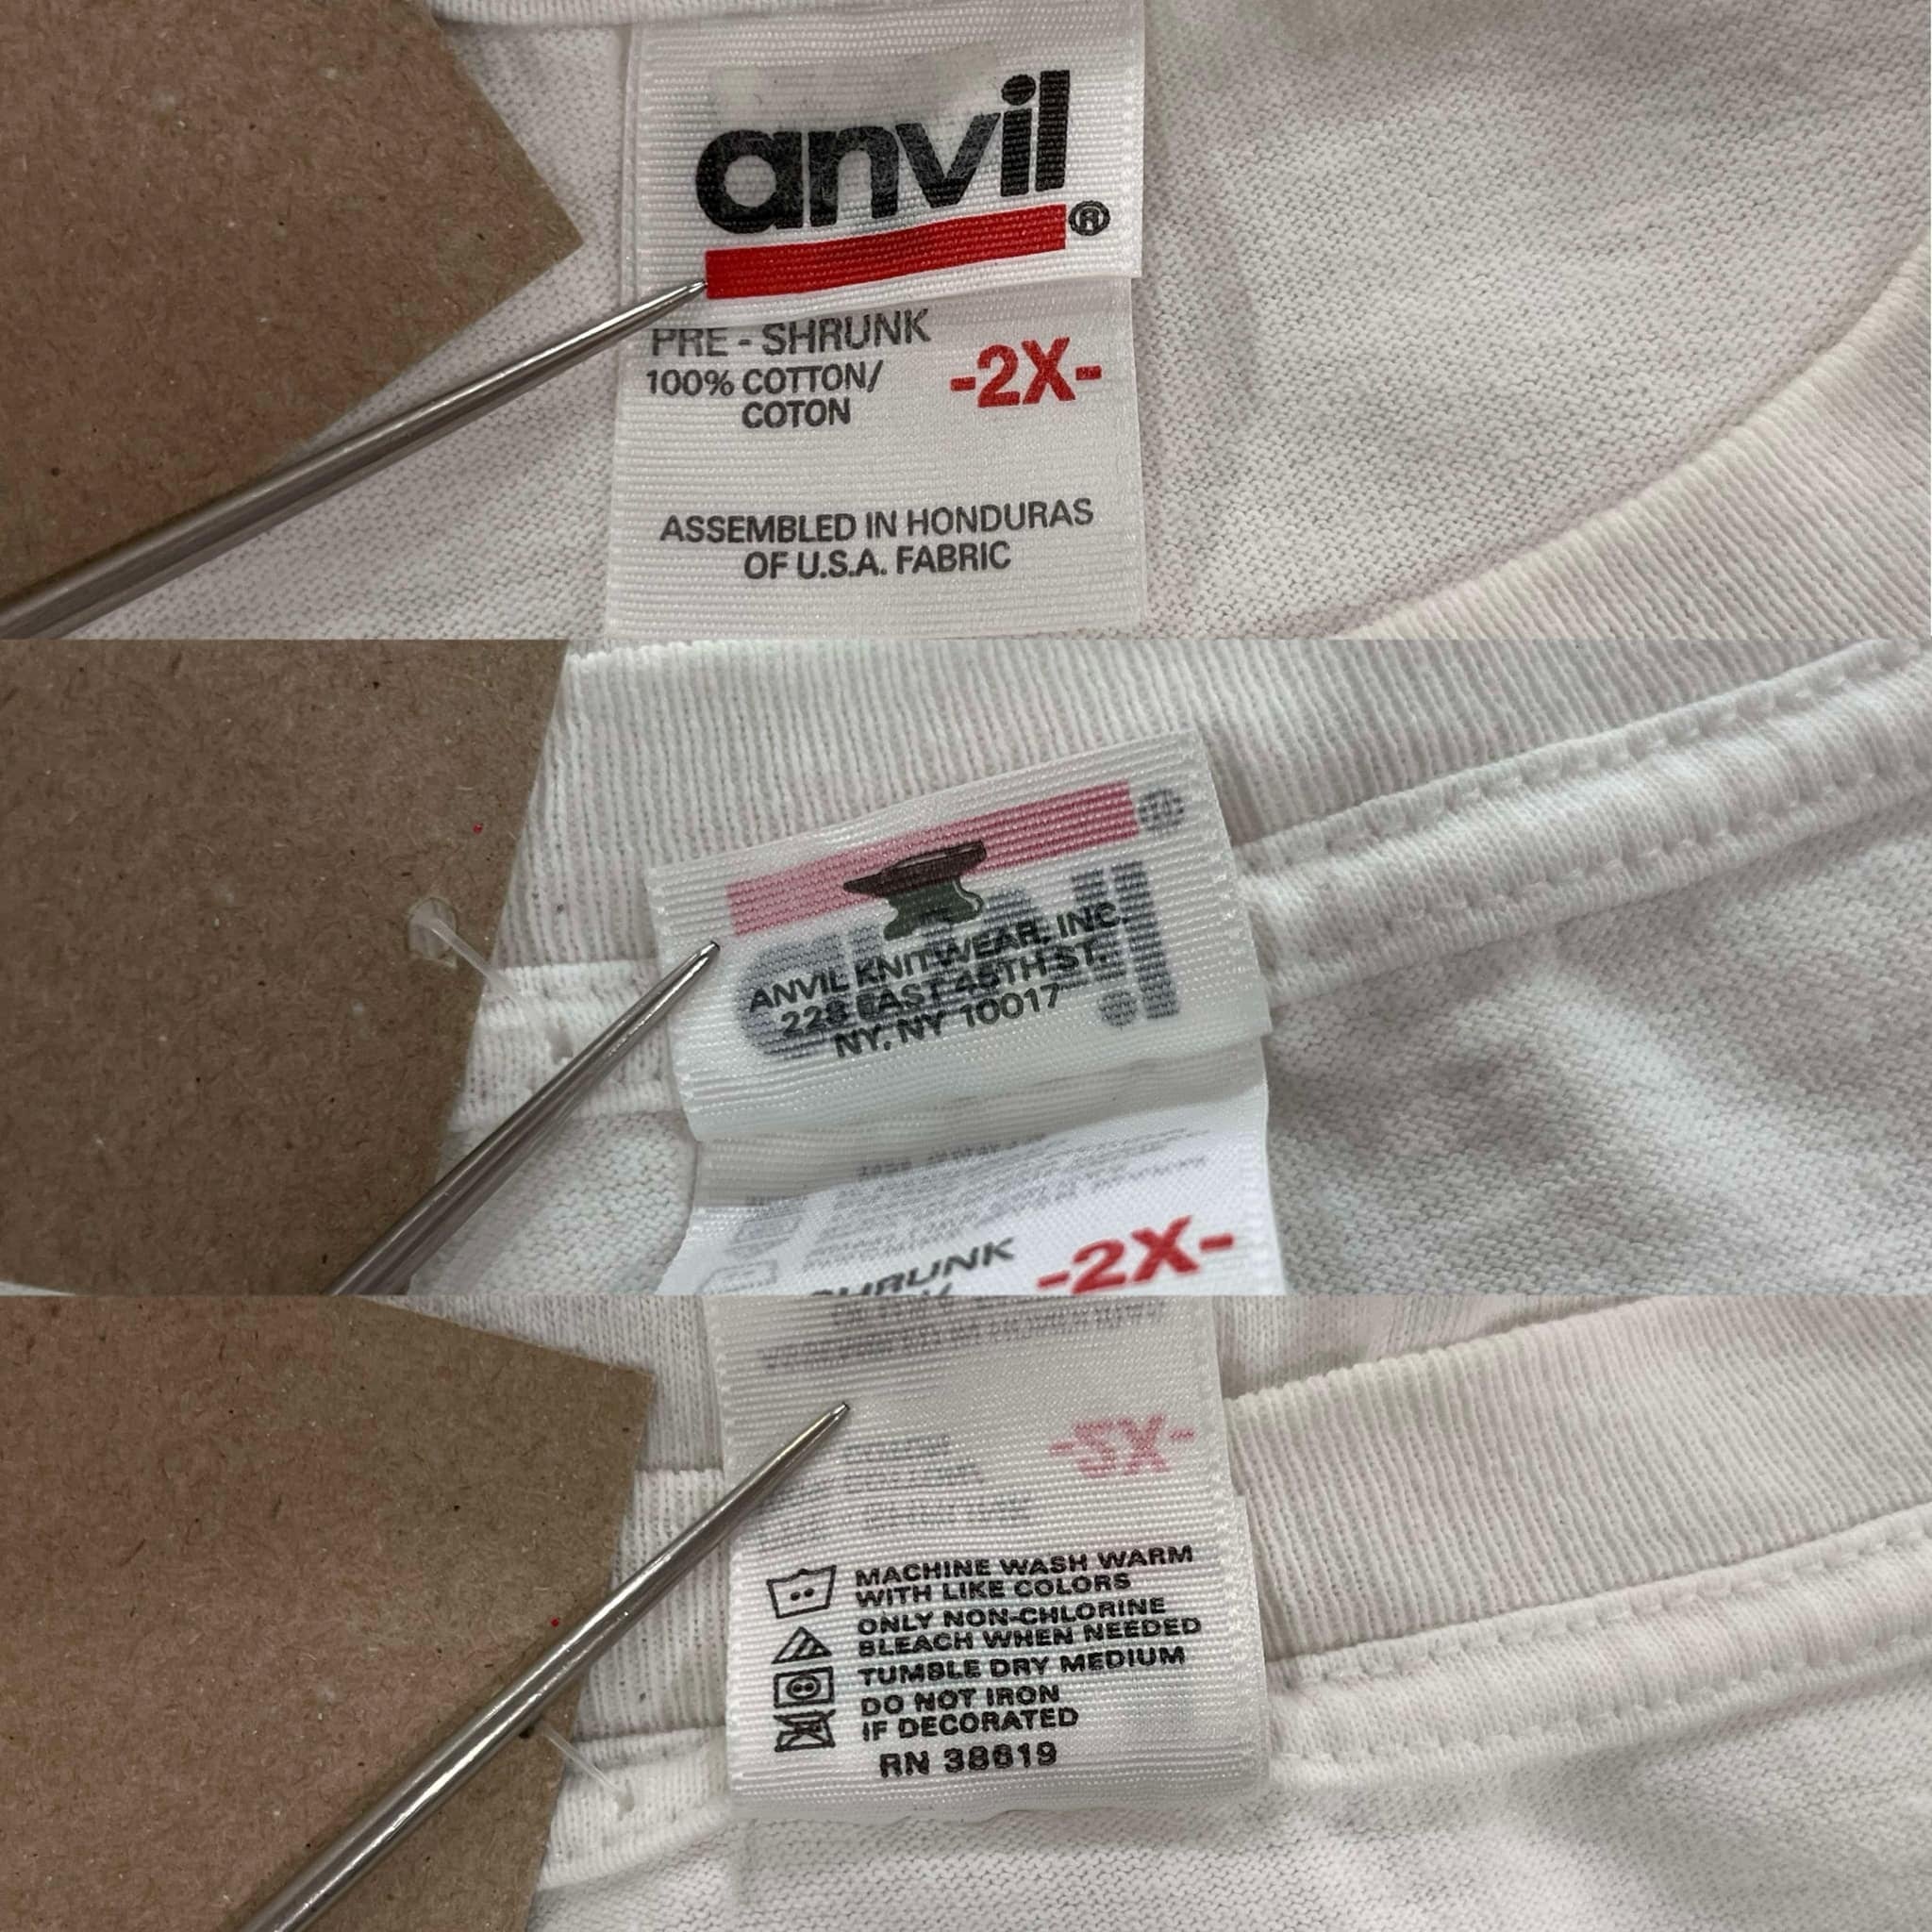 anvil®
PRE - SHRUNK
100% COTTON/
COTON
-2X-
ASSEMBLED IN HONDURAS
OF U.S.A. FABRIC
ANVIL KNITWEAR, INC.
228 EAST 45TH ST.
NY, NY 10017
SHRUNK
-2X-
MACHINE WASH WARM
WITH LIKE COLORS
ONLY NON-CHLORINE
BLEACH WHEN NEEDED
TUMBLE DRY MEDIUM
DO NOT IRON
IF DECORATED
RN 38619